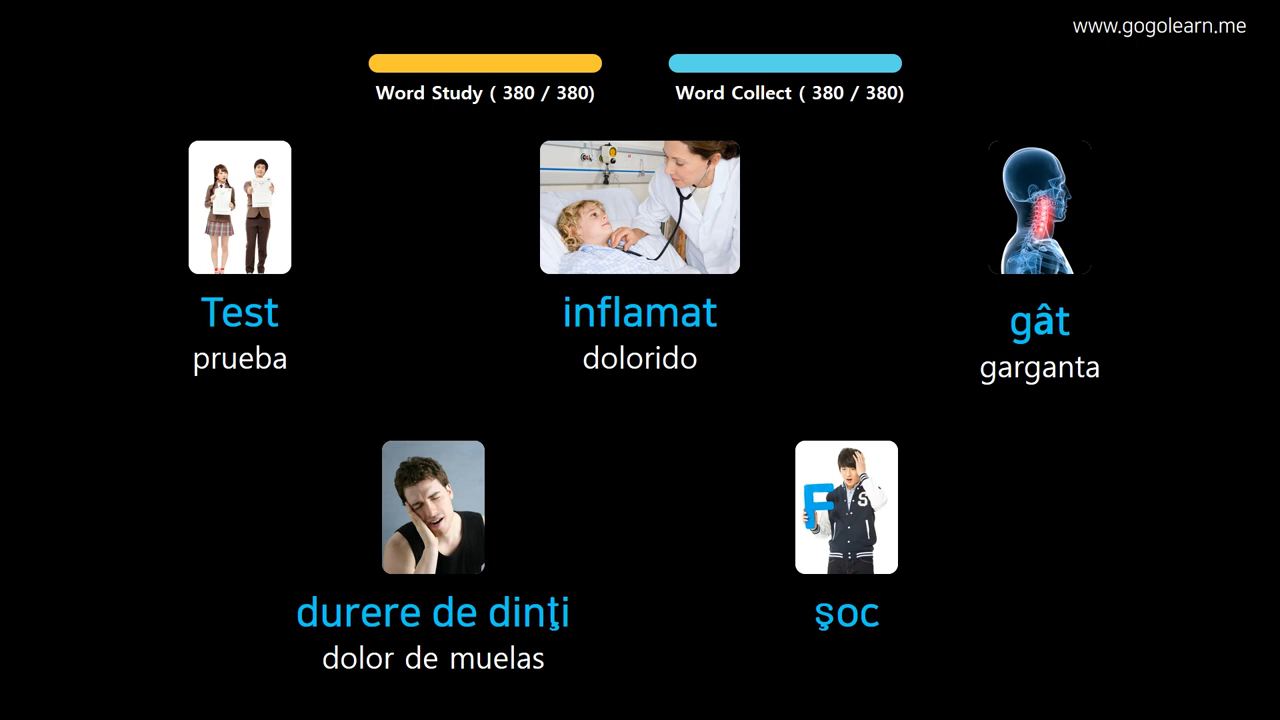 www.gogolearn.me
Word Study ( 380 / 380)
Word Collect ( 380 / 380)
Test
prueba
inflamat
dolorido
gât
garganta
durere de dinţi
dolor de muelas
şoc
F
S